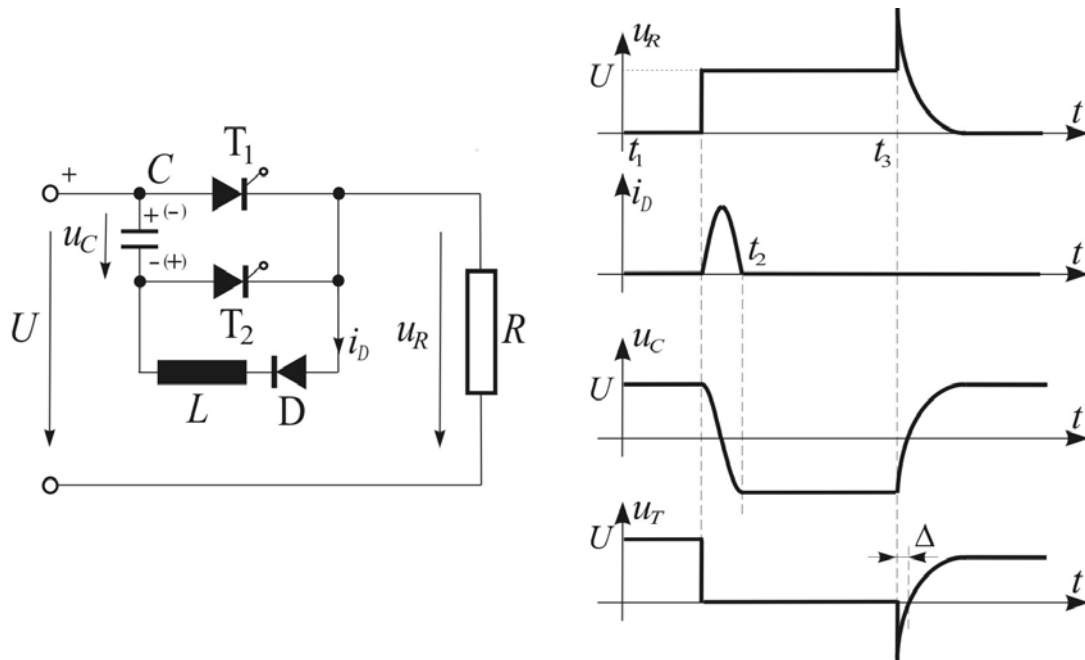 +
C
T₁
+(-)
u_C
-(+)
T₂
U
i_D
u_R
R
L
D
u_R
U
t
t₁
t₃
i_D
t₂
t
u_C
U
t
u_T
U
Δ
t